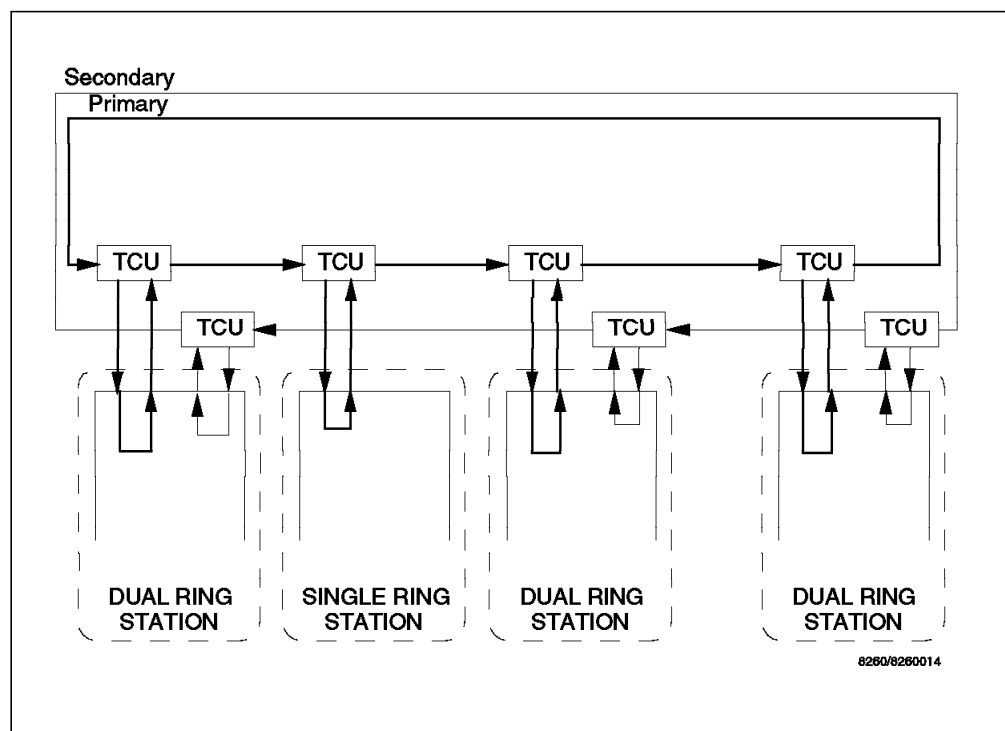 Secondary
Primary
TCU
TCU
TCU
TCU
TCU
TCU
TCU
DUAL RING
STATION
SINGLE RING
STATION
DUAL RING
STATION
DUAL RING
STATION
8260/8260014